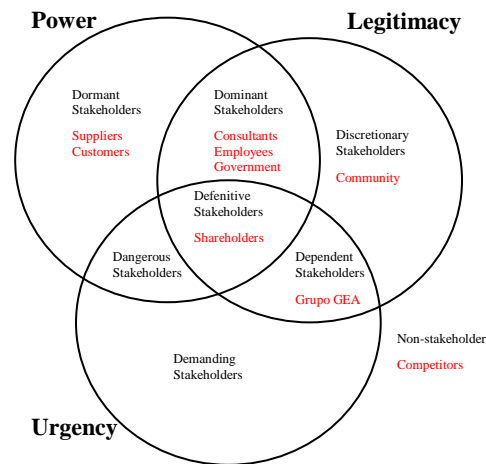 Power
Legitimacy
Dormant
Stakeholders
Suppliers
Customers
Dominant
Stakeholders
Consultants
Employees
Government
Discretionary
Stakeholders
Community
Defenitive
Stakeholders
Shareholders
Dangerous
Stakeholders
Dependent
Stakeholders
Grupo GEA
Non-stakeholder
Competitors
Demanding
Stakeholders
Urgency